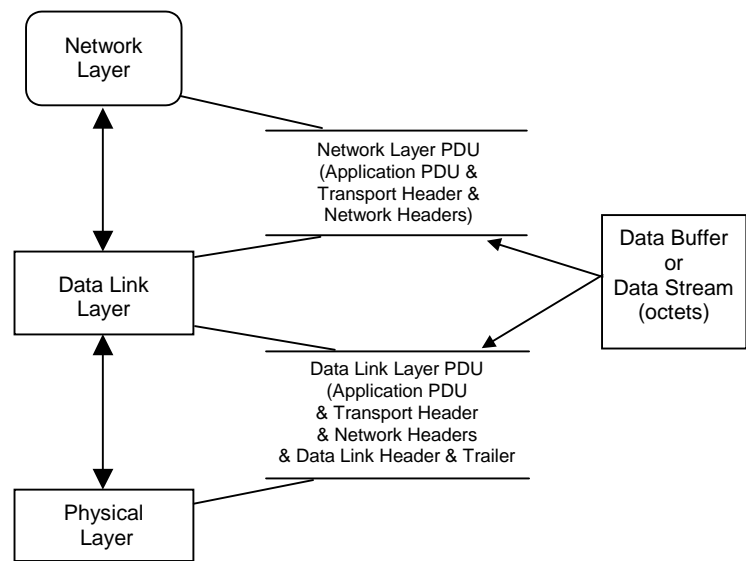 Network
Layer
Network Layer PDU
(Application PDU &
Transport Header &
Network Headers)
Data Buffer
or
Data Stream
(octets)
Data Link
Layer
Data Link Layer PDU
(Application PDU
& Transport Header
& Network Headers
& Data Link Header & Trailer
Physical
Layer